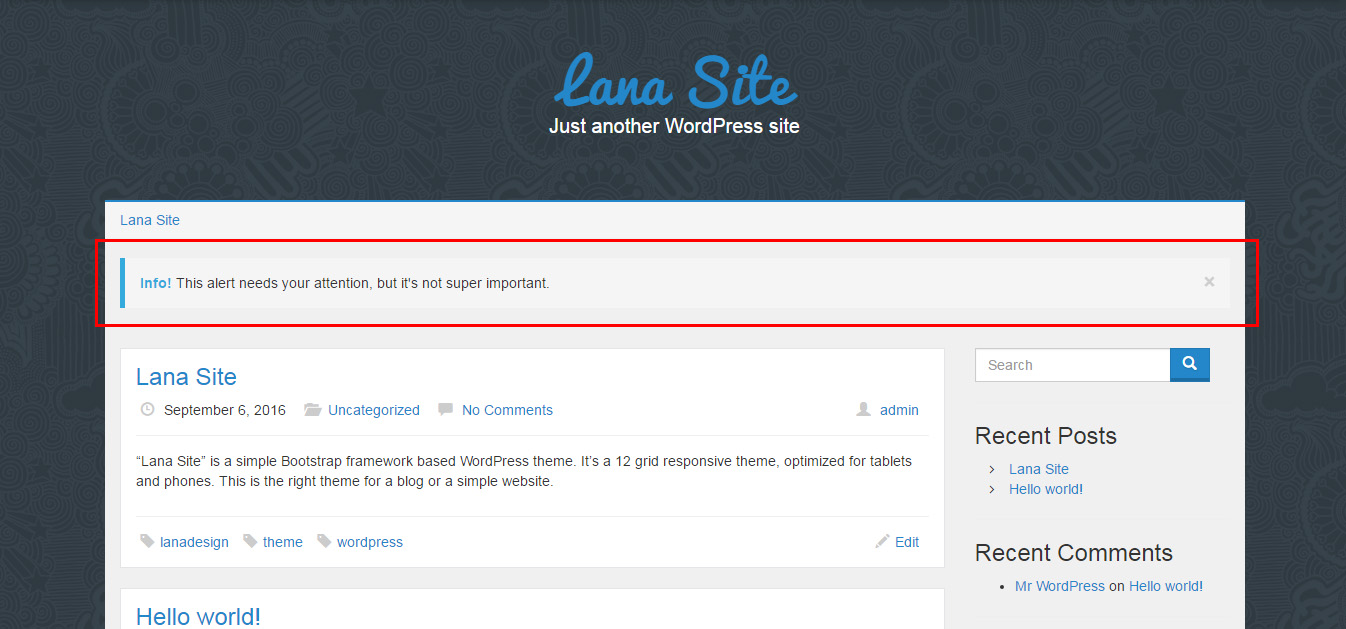 Lana Site
Just another WordPress site
Lana Site
Info! This alert needs your attention, but it's not super important.
×
Lana Site
September 6, 2016 Uncategorized No Comments admin
“Lana Site” is a simple Bootstrap framework based WordPress theme. It’s a 12 grid responsive theme, optimized for tablets
and phones. This is the right theme for a blog or a simple website.
lanadesign theme wordpress Edit
Hello world!
Search
Recent Posts
Lana Site
Hello world!
Recent Comments
Mr WordPress on Hello world!